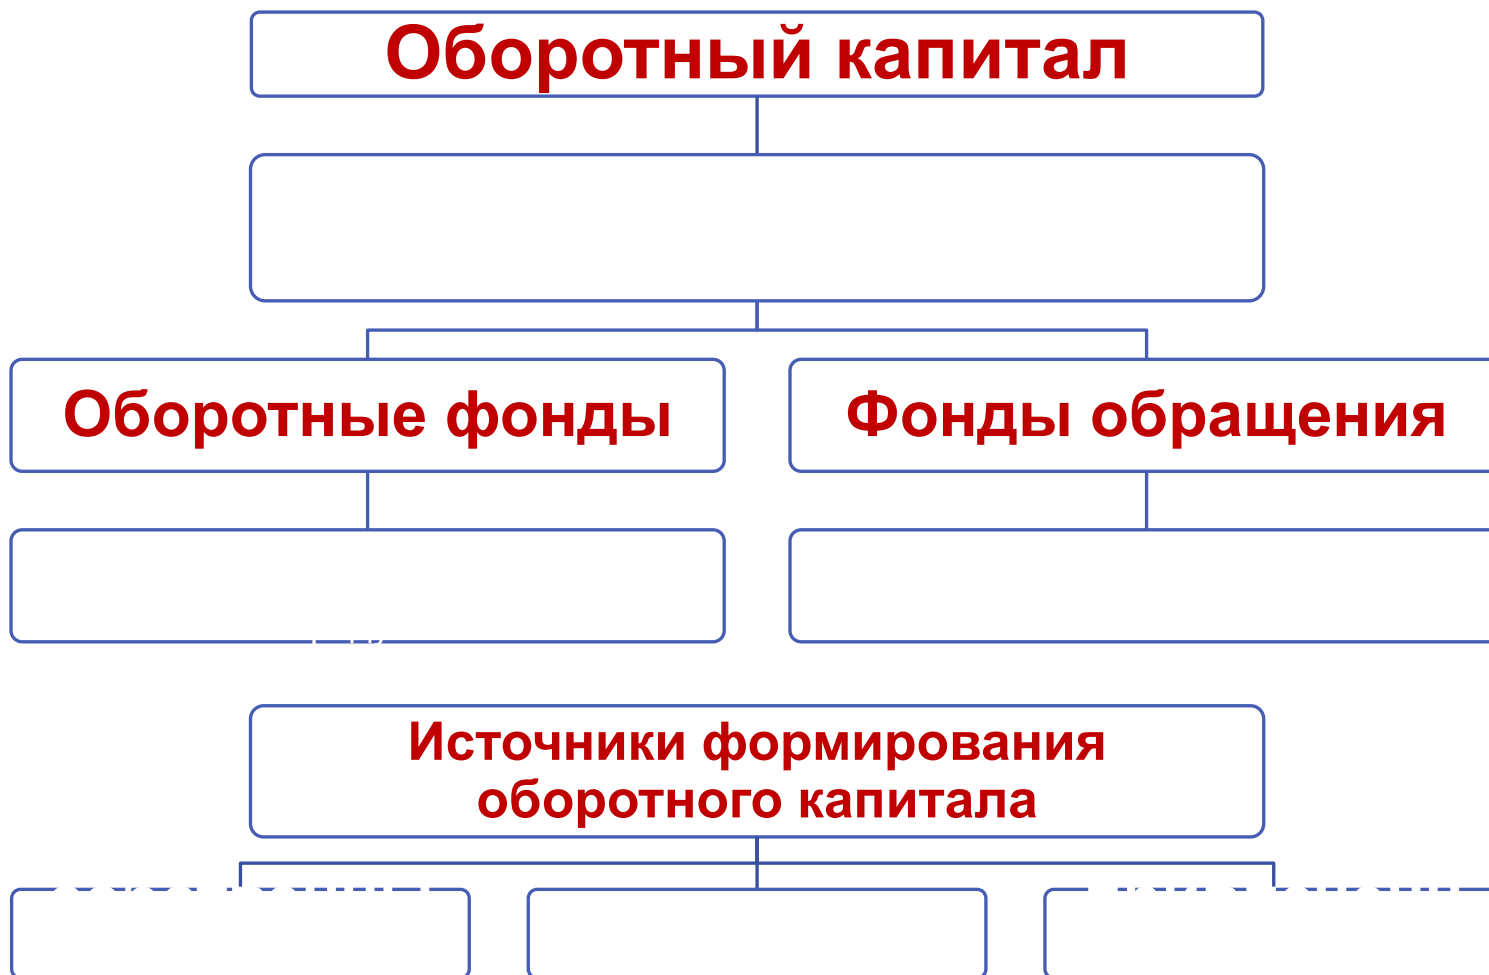 Оборотный капитал
Оборотные фонды
Фонды обращения
Источники формирования
оборотного капитала